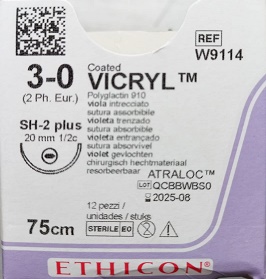 REF
W9114
3-0
(2 Ph. Eur.)
Coated
VICRYL™
Polyglactin 910
viola intrecciato
sutura assorbibile
violeta trenzado
sutura absorbible
violeta entrançado
sutura absorvível
violet gevlochten
chirurgisch hechtmateriaal
resorbeerbaar
SH-2 plus
20 mm 1/2c
ATRALOC™
LOT QCBBWBS0
2025-08
75cm
12 pezzi /
unidades / stuks
STERILE EO
ETHICON